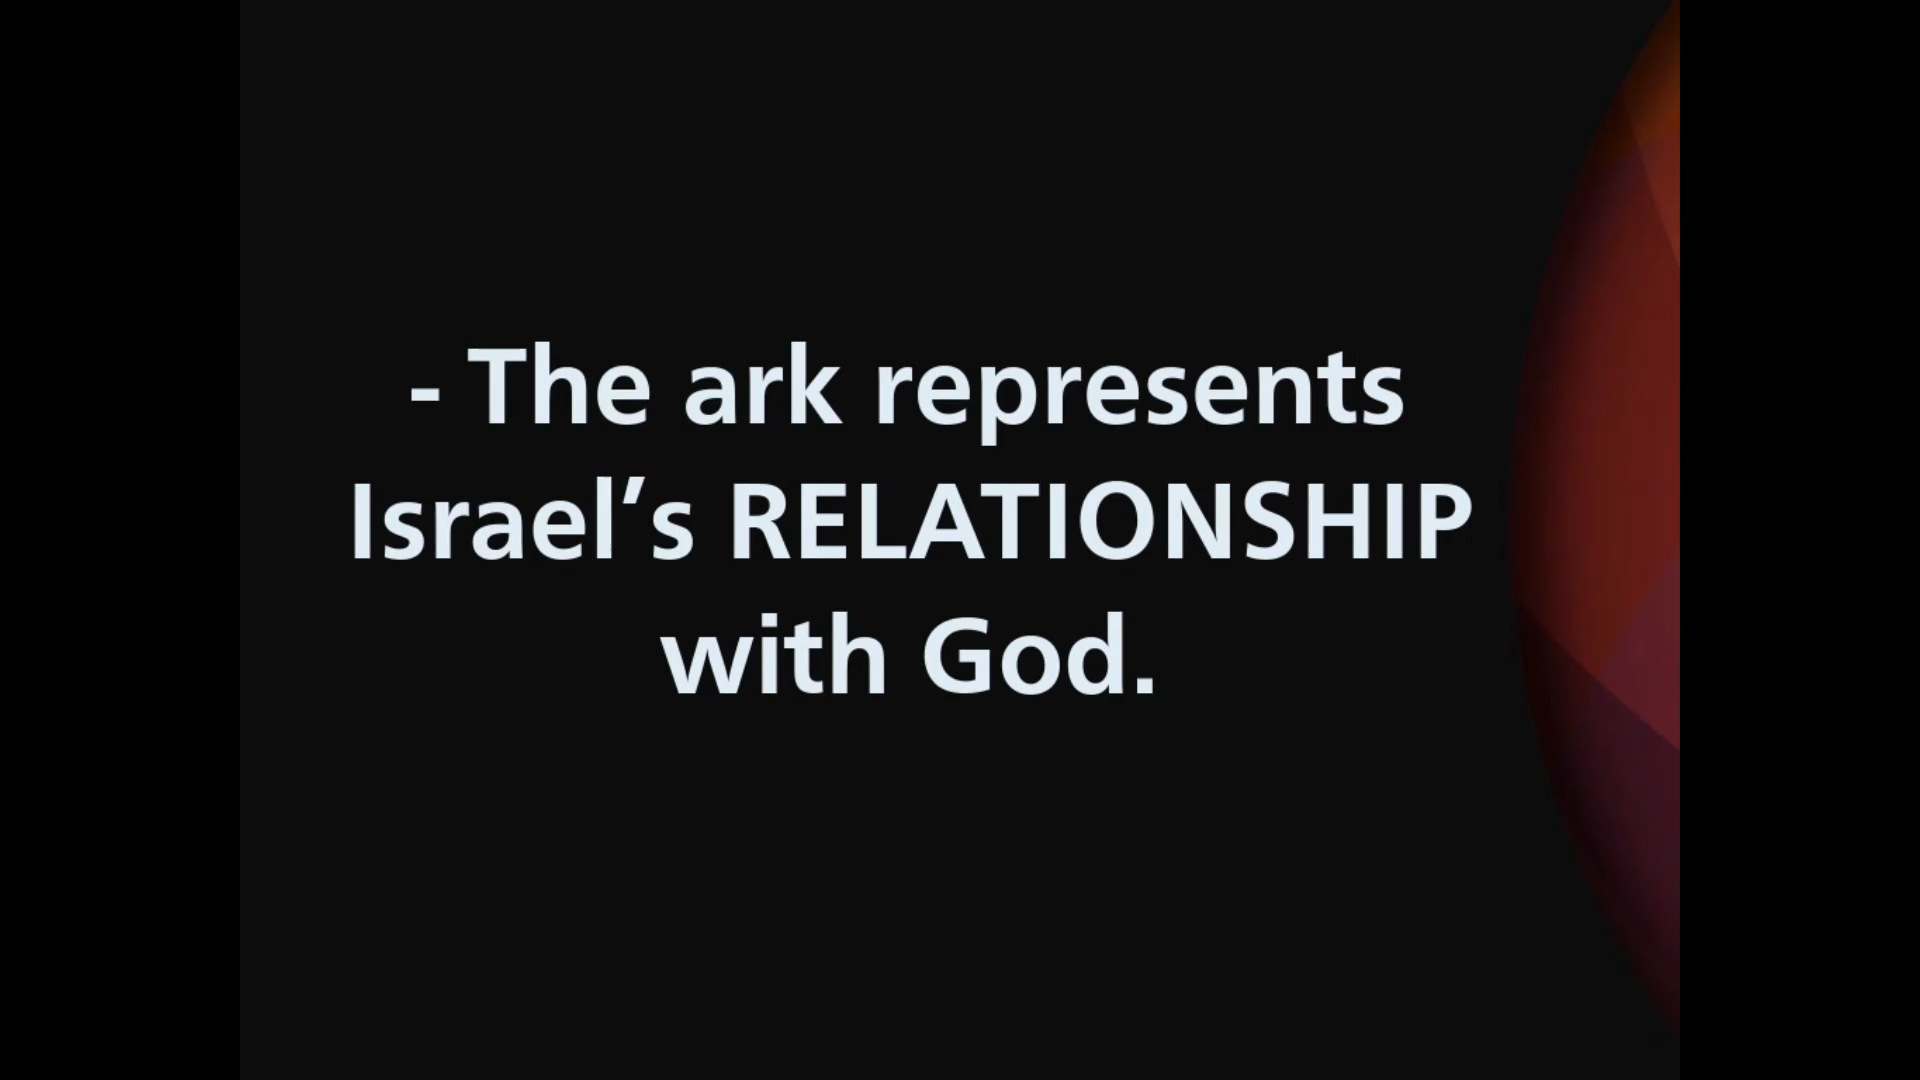 - The ark represents
Israel’s RELATIONSHIP
with God.